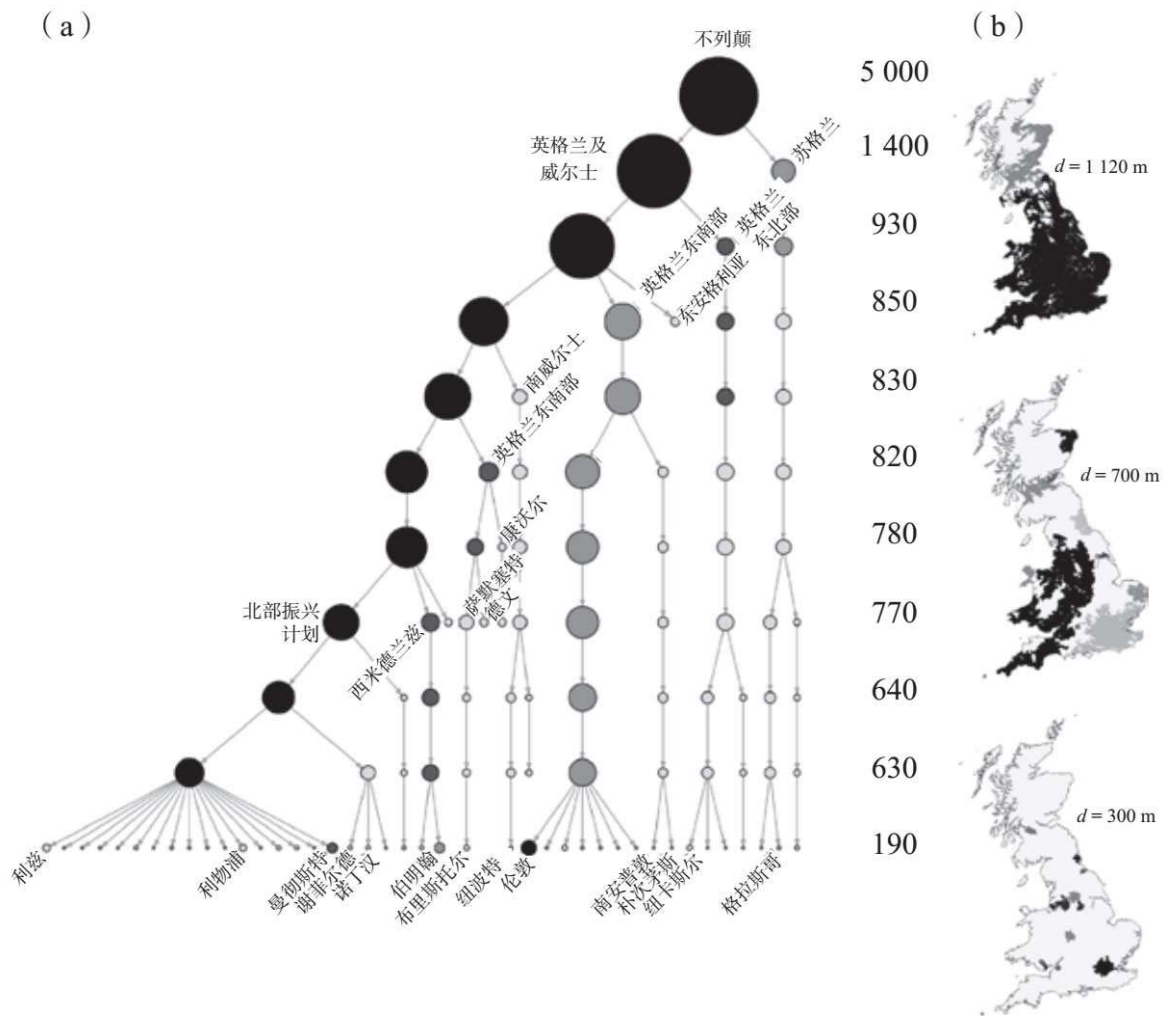 (a)
(b)
不列颠
5 000
英格兰及
威尔士
苏格兰
1 400
d = 1 120 m
英格兰东南部
英格兰
东北部
930
东安格利亚
850
南威尔士
830
英格兰东南部
820
d = 700 m
康沃尔
780
萨默塞特
德文
北部振兴
计划
西米德兰兹
770
640
630
d = 300 m
190
利兹
利物浦
曼彻斯特
谢菲尔德
诺丁汉
伯明翰
布里斯托尔
纽波特
伦敦
南安普敦
朴次茅斯
纽卡斯尔
格拉斯哥